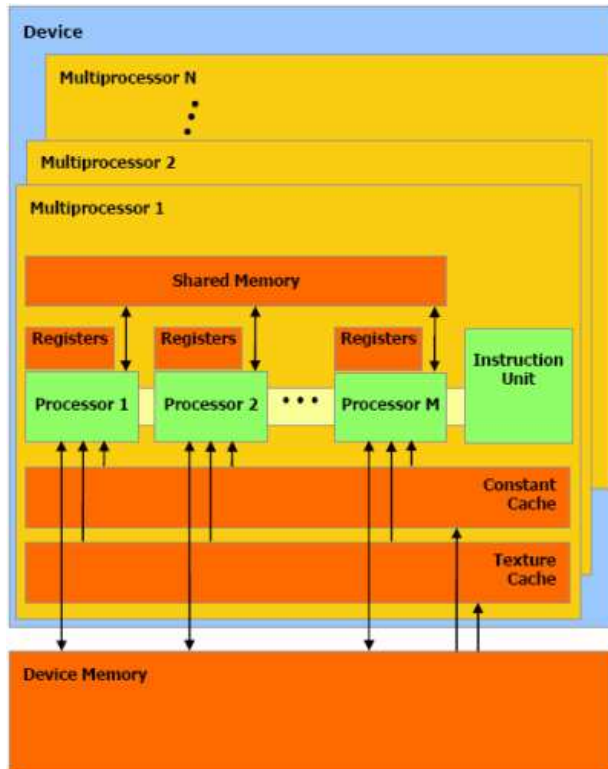 Device
Multiprocessor N
Multiprocessor 2
Multiprocessor 1
Shared Memory
Registers
Registers
Registers
Instruction
Unit
Processor 1
Processor 2
Processor M
Constant
Cache
Texture
Cache
Device Memory